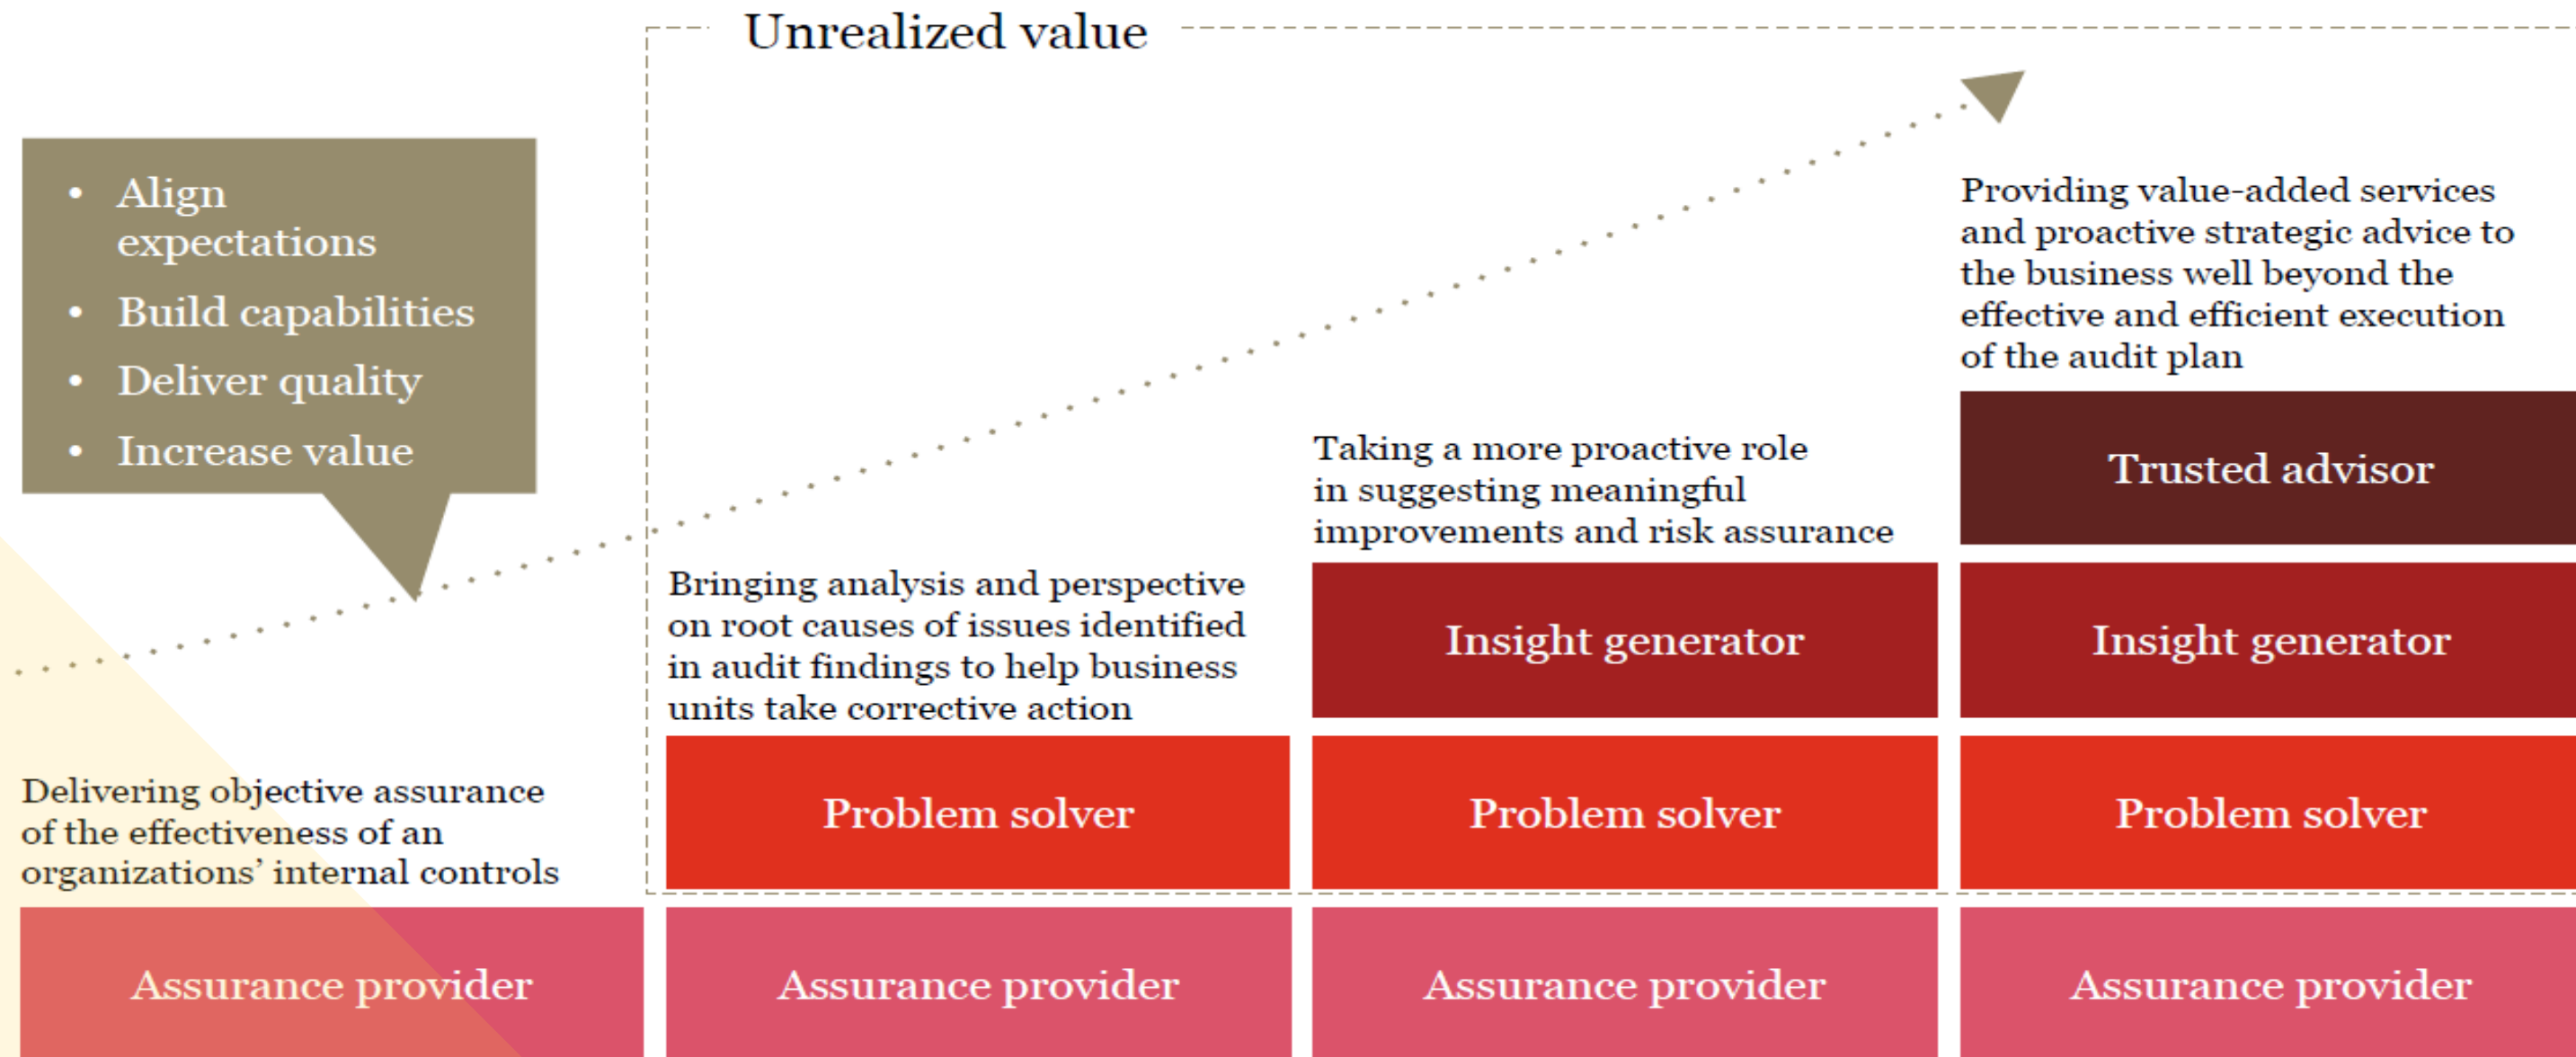 Unrealized value
• Align
expectations
• Build capabilities
• Deliver quality
• Increase value
Delivering objective assurance
of the effectiveness of an
organizations’ internal controls
Assurance provider
Bringing analysis and perspective
on root causes of issues identified
in audit findings to help business
units take corrective action
Problem solver
Assurance provider
Taking a more proactive role
in suggesting meaningful
improvements and risk assurance
Insight generator
Problem solver
Assurance provider
Providing value-added services
and proactive strategic advice to
the business well beyond the
effective and efficient execution
of the audit plan
Trusted advisor
Insight generator
Problem solver
Assurance provider